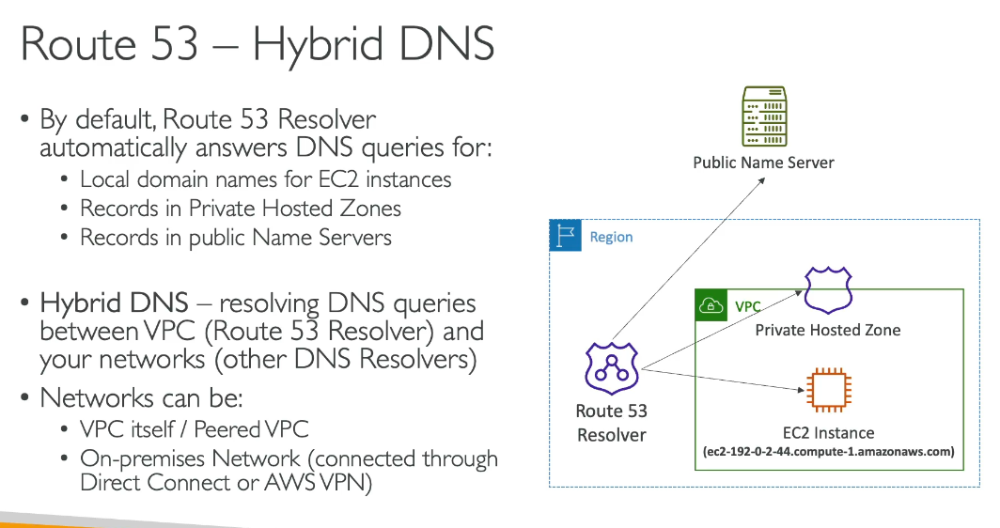 Route 53 – Hybrid DNS
• By default, Route 53 Resolver
automatically answers DNS queries for:
• Local domain names for EC2 instances
• Records in Private Hosted Zones
• Records in public Name Servers
• Hybrid DNS – resolving DNS queries
between VPC (Route 53 Resolver) and
your networks (other DNS Resolvers)
• Networks can be:
• VPC itself / Peered VPC
• On-premises Network (connected through
Direct Connect or AWS VPN)
Public Name Server
Region
VPC
Private Hosted Zone
Route 53
Resolver
EC2 Instance
(ec2-192-0-2-44.compute-1.amazonaws.com)